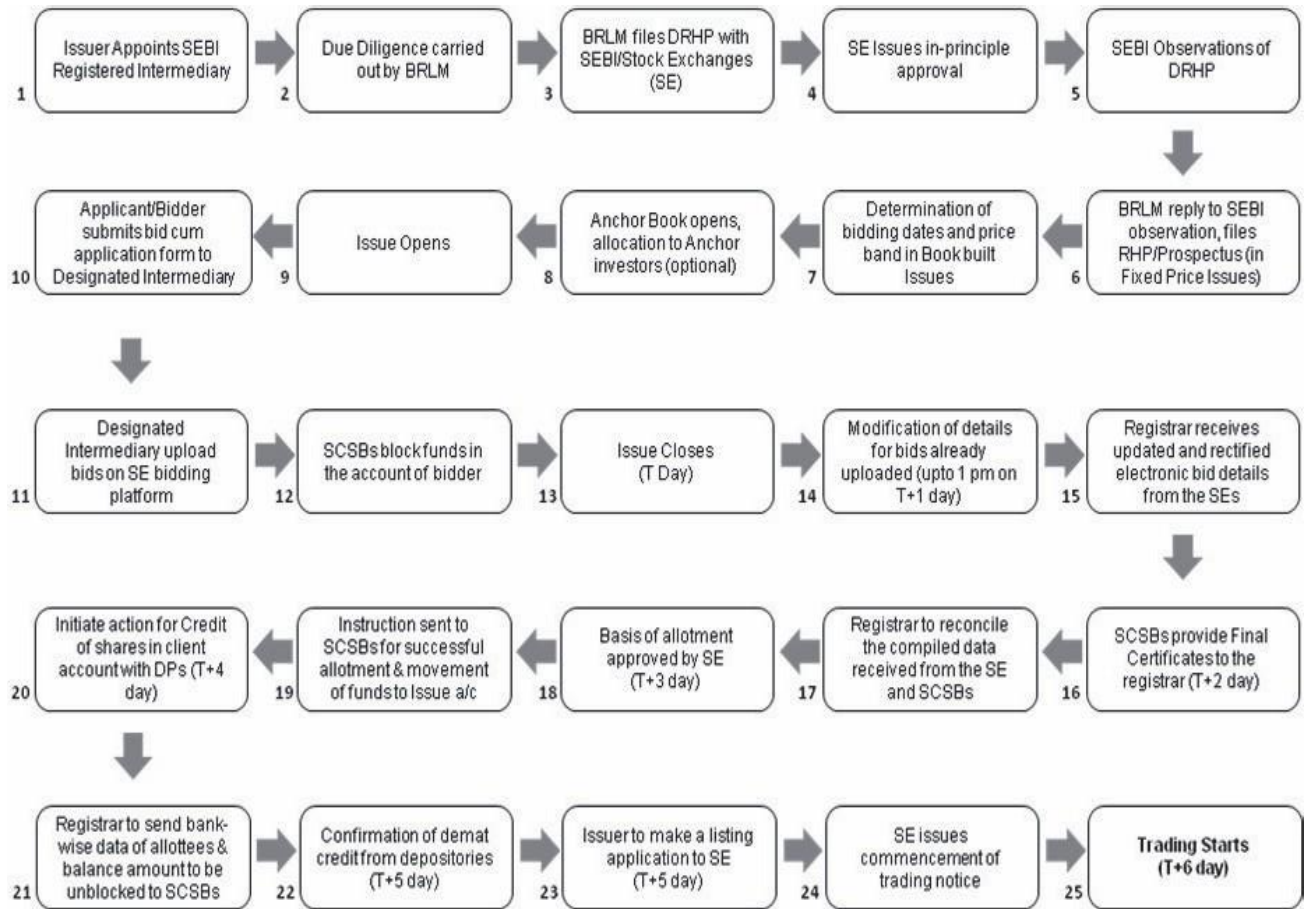 1
Issuer Appoints SEBI
Registered Intermediary
2
Due Diligence carried
out by BRLM
3
BRLM files DRHP with
SEBI/Stock Exchanges
(SE)
4
SE Issues in-principle
approval
5
SEBI Observations of
DRHP
6
BRLM reply to SEBI
observation, files
RHP/Prospectus (in
Fixed Price Issues)
7
Determination of
bidding dates and price
band in Book built
Issues
8
Anchor Book opens,
allocation to Anchor
investors (optional)
9
Issue Opens
10
Applicant/Bidder
submits bid cum
application form to
Designated Intermediary
11
Designated
Intermediary upload
bids on SE bidding
platform
12
SCSBs block funds in
the account of bidder
13
Issue Closes
(T Day)
14
Modification of details
for bids already
uploaded (upto 1 pm on
T+1 day)
15
Registrar receives
updated and rectified
electronic bid details
from the SEs
16
SCSBs provide Final
Certificates to the
registrar (T+2 day)
17
Registrar to reconcile
the compiled data
received from the SE
and SCSBs
18
Basis of allotment
approved by SE
(T+3 day)
19
Instruction sent to
SCSBs for successful
allotment & movement
of funds to Issue a/c
20
Initiate action for Credit
of shares in client
account with DPs (T+4
day)
21
Registrar to send bank-
wise data of allottees &
balance amount to be
unblocked to SCSBs
22
Confirmation of demat
credit from depositories
(T+5 day)
23
Issuer to make a listing
application to SE
(T+5 day)
24
SE issues
commencement of
trading notice
25
Trading Starts
(T+6 day)